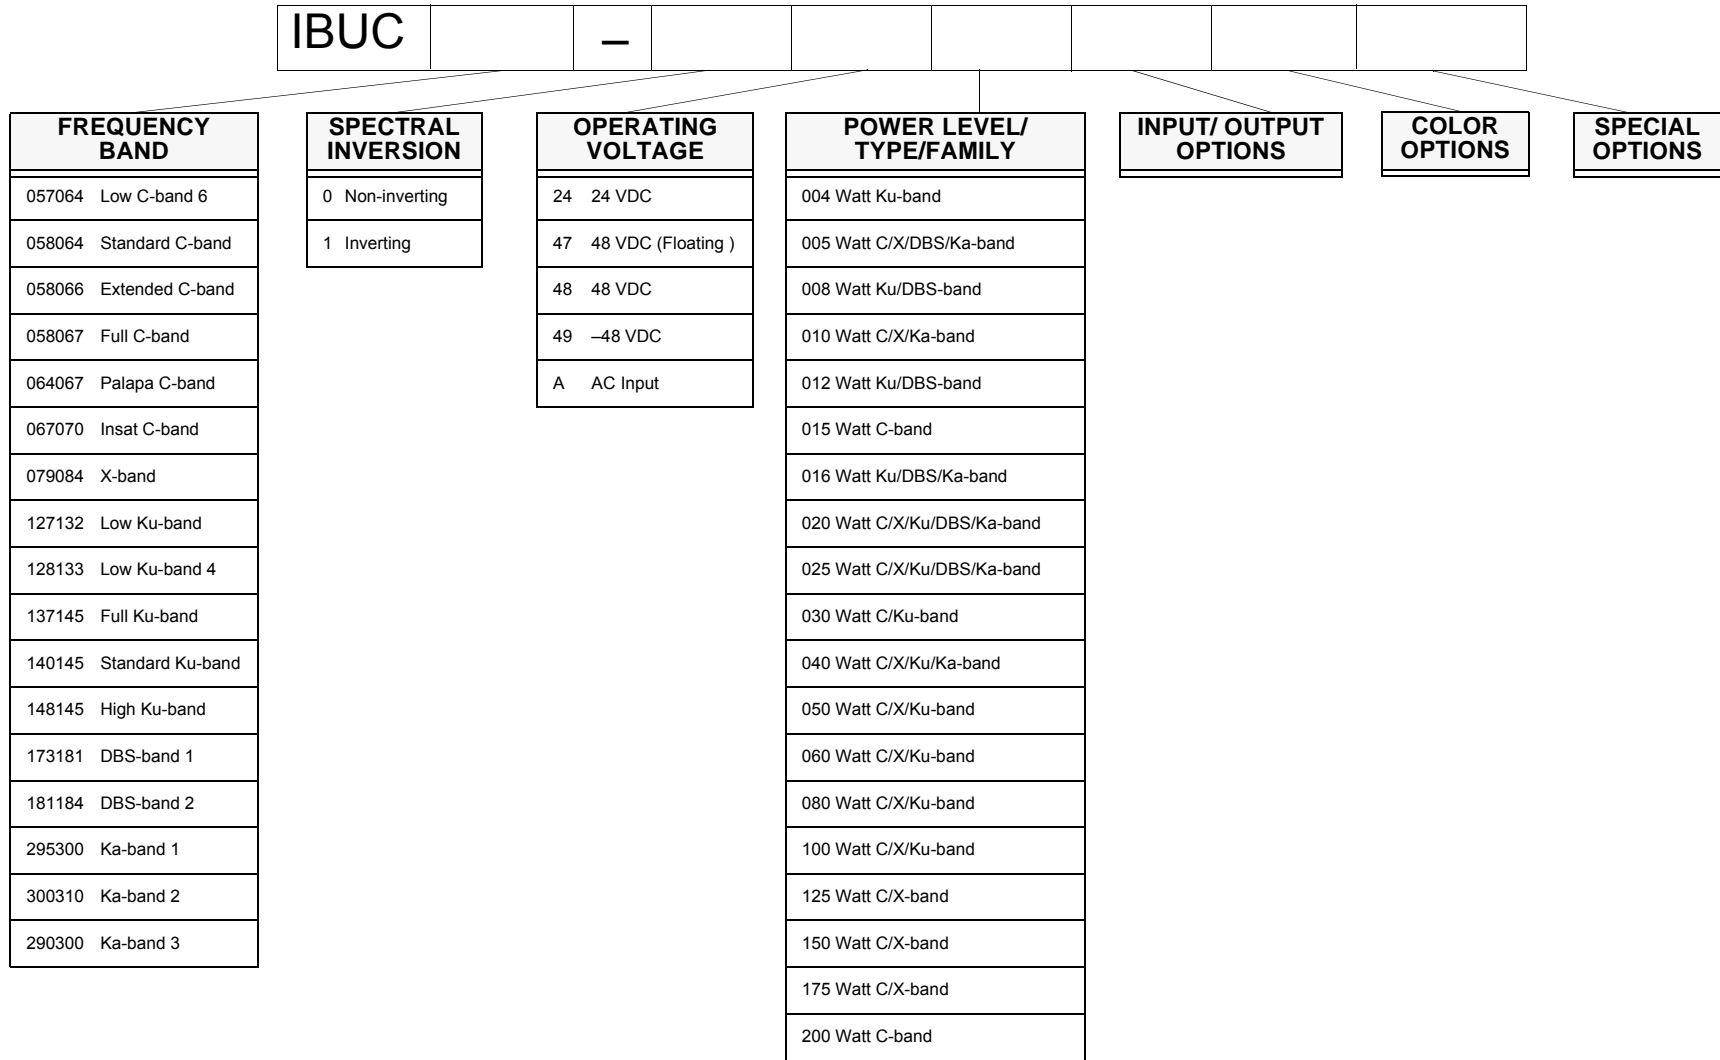 IBUC –
FREQUENCY
BAND
057064 Low C-band 6
058064 Standard C-band
058066 Extended C-band
058067 Full C-band
064067 Palapa C-band
067070 Insat C-band
079084 X-band
127132 Low Ku-band
128133 Low Ku-band 4
137145 Full Ku-band
140145 Standard Ku-band
148145 High Ku-band
173181 DBS-band 1
181184 DBS-band 2
295300 Ka-band 1
300310 Ka-band 2
290300 Ka-band 3
SPECTRAL
INVERSION
0 Non-inverting
1 Inverting
OPERATING
VOLTAGE
24 24 VDC
47 48 VDC (Floating )
48 48 VDC
49 –48 VDC
A AC Input
POWER LEVEL/
TYPE/FAMILY
004 Watt Ku-band
005 Watt C/X/DBS/Ka-band
008 Watt Ku/DBS-band
010 Watt C/X/Ka-band
012 Watt Ku/DBS-band
015 Watt C-band
016 Watt Ku/DBS/Ka-band
020 Watt C/X/Ku/DBS/Ka-band
025 Watt C/X/Ku/DBS/Ka-band
030 Watt C/Ku-band
040 Watt C/X/Ku/Ka-band
050 Watt C/X/Ku-band
060 Watt C/X/Ku-band
080 Watt C/X/Ku-band
100 Watt C/X/Ku-band
125 Watt C/X-band
150 Watt C/X-band
175 Watt C/X-band
200 Watt C-band
INPUT/ OUTPUT
OPTIONS
COLOR
OPTIONS
SPECIAL
OPTIONS